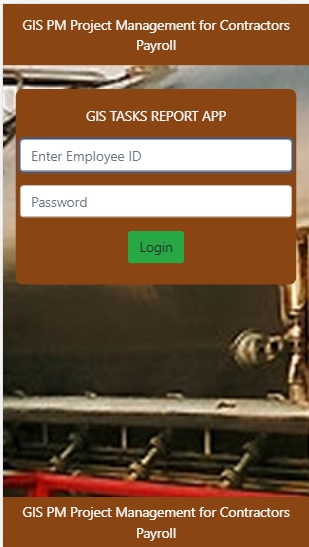 GIS PM Project Management for Contractors
Payroll
GIS TASKS REPORT APP
Enter Employee ID
Password
Login
GIS PM Project Management for Contractors
Payroll